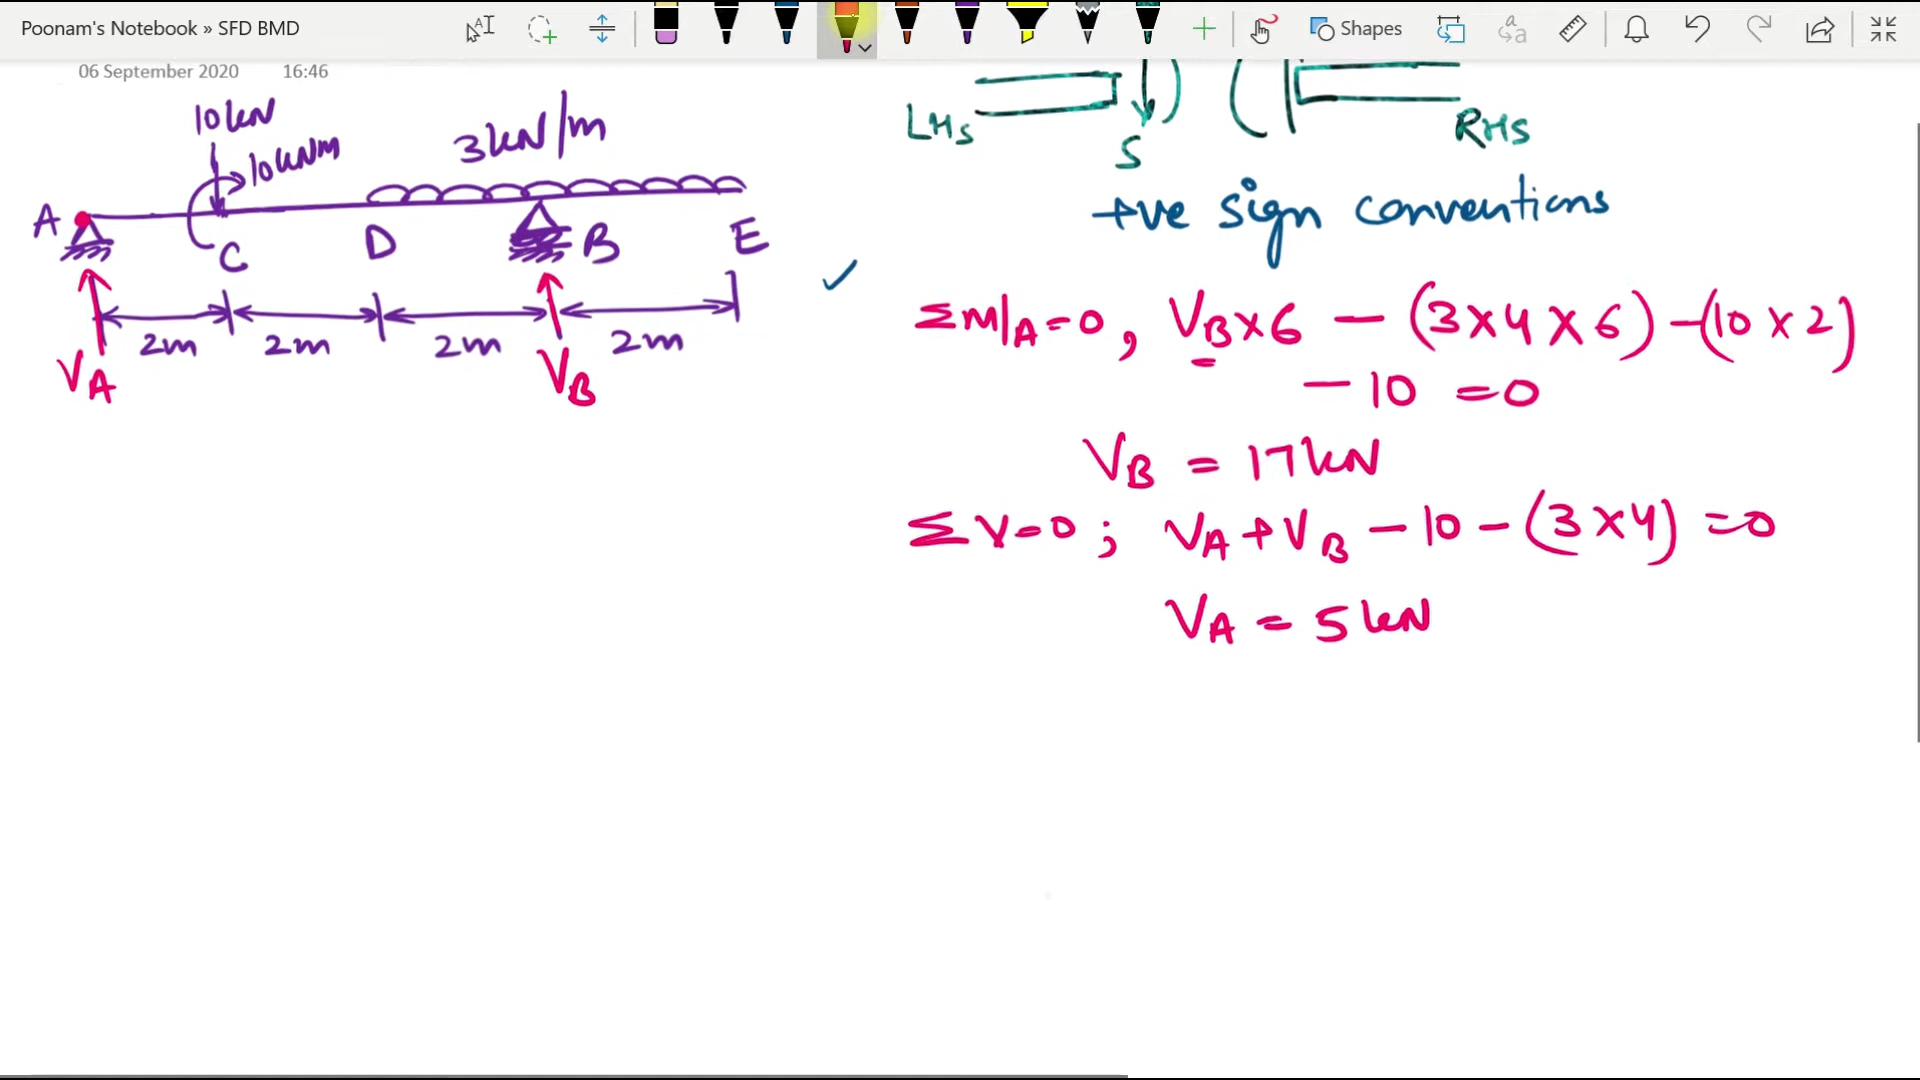 Poonam's Notebook » SFD BMD
Shapes
06 September 2020 16:46
10kN
10kNm
3kN/m
A
C
D
B
E
2m 2m 2m 2m
VA
VB
LHS
S
RHS
+ve sign conventions
ΣM|A=0, VB×6 - (3×4×6) -(10×2)
- 10 =0
VB = 17kN
ΣV=0; VA+VB - 10 - (3×4) =0
VA = 5kN